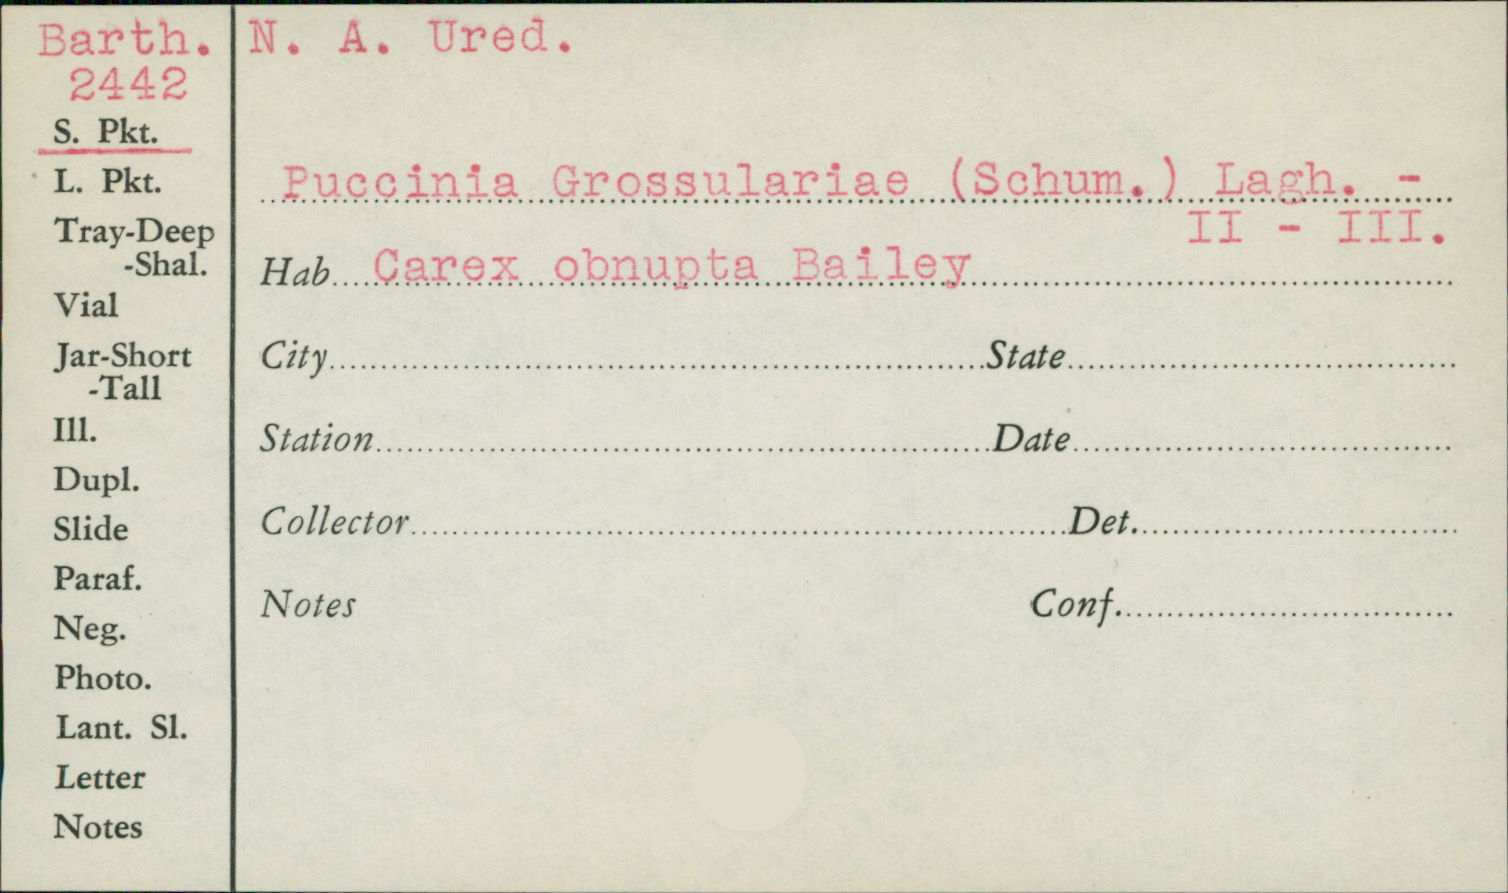 Barth.
2442
S. Pkt.
L. Pkt.
Tray-Deep
-Shal.
Vial
Jar-Short
-Tall
Ill.
Dupl.
Slide
Paraf.
Neg.
Photo.
Lant. Sl.
Letter
Notes
N. A. Ured.
Puccinia Grossulariae (Schum.) Lagh. -
II - III.
Hab Carex obnupta Bailey
City State
Station Date
Collector Det.
Notes Conf.